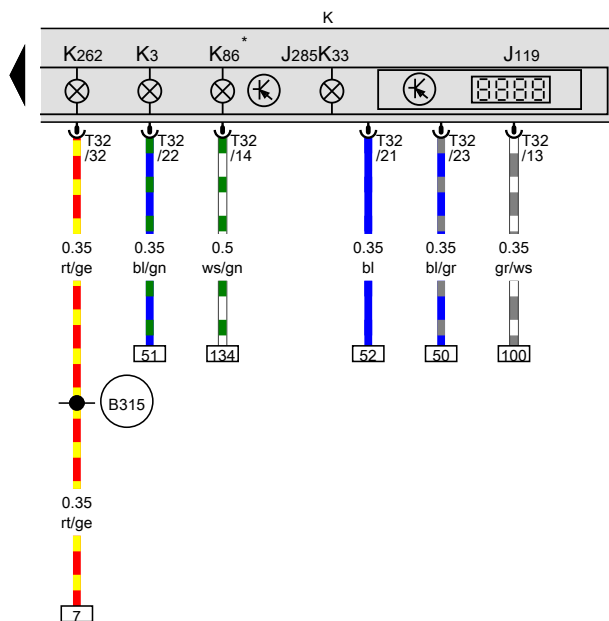 K
K262 K3 K86* J285K33 J119
8888
T32 T32 T32 T32 T32 T32
/32 /22 /14 /21 /23 /13
0.35 0.35 0.5 0.35 0.35 0.35
rt/ge bl/gn ws/gn bl bl/gr gr/ws
51 134 52 50 100
B315
0.35
rt/ge
7